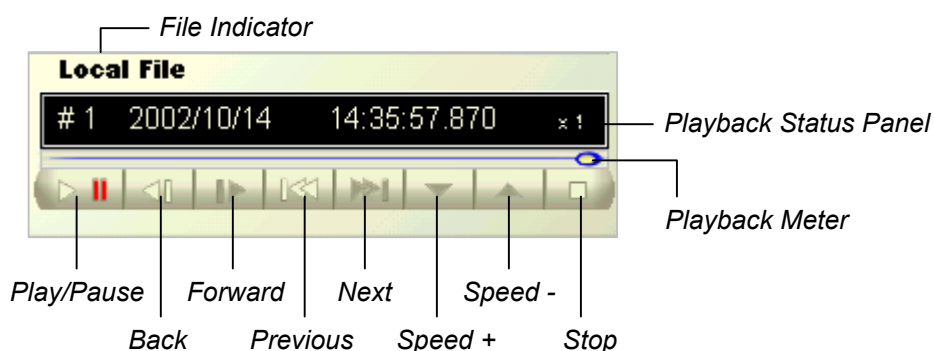 File Indicator
Local File
# 1 2002/10/14 14:35:57.870 x 1
Playback Status Panel
Playback Meter
Play/Pause Forward Next Speed -
Back Previous Speed + Stop